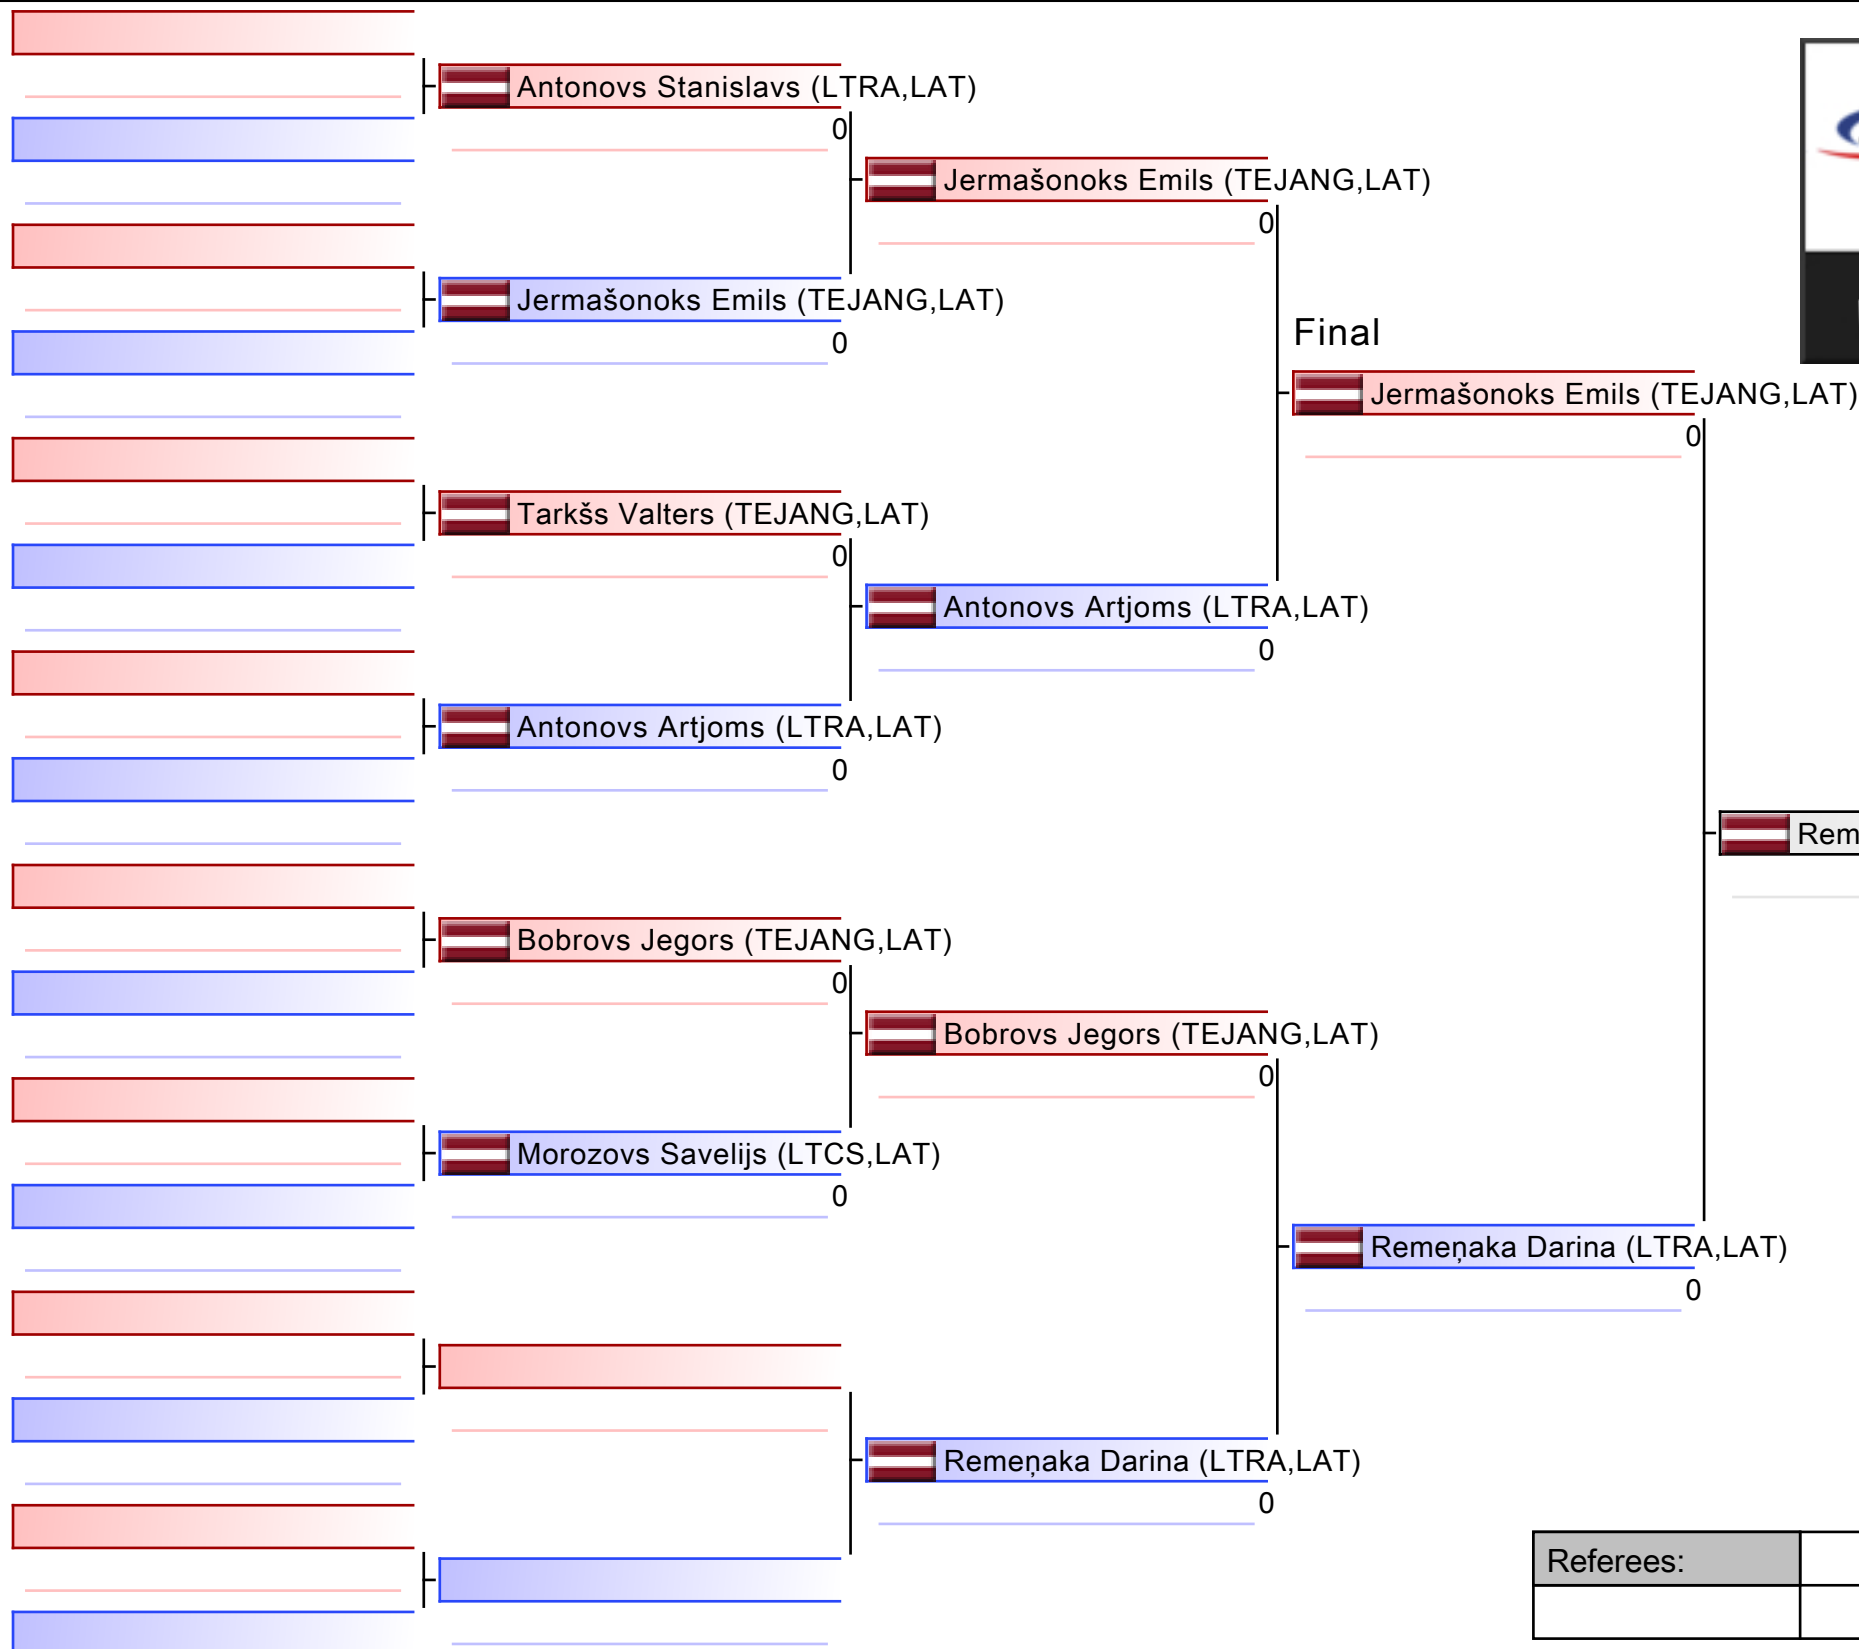 Antonovs Stanislavs (LTRA,LAT)
0
Jermašonoks Emils (TEJANG,LAT)
0
Jermašonoks Emils (TEJANG,LAT)
0
Final
Jermašonoks Emils (TEJANG,LAT)
0
Tarkšs Valters (TEJANG,LAT)
0
Antonovs Artjoms (LTRA,LAT)
0
Antonovs Artjoms (LTRA,LAT)
0
Rem
Bobrovs Jegors (TEJANG,LAT)
0
Bobrovs Jegors (TEJANG,LAT)
0
Morozovs Savelijs (LTCS,LAT)
0
Remeņaka Darina (LTRA,LAT)
0
Remeņaka Darina (LTRA,LAT)
0
Referees: